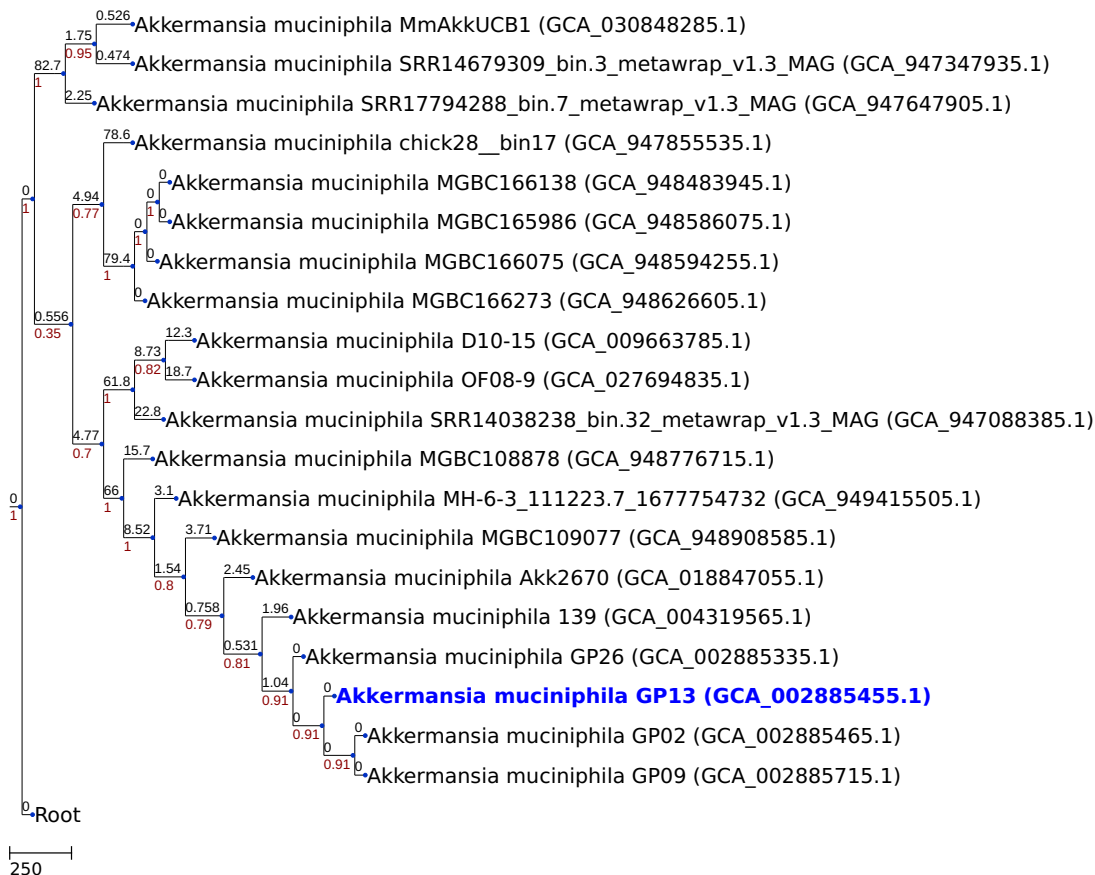 0.526 Akkermansia muciniphila MmAkkUCB1 (GCA_030848285.1)
1.75
0.95
0.474 Akkermansia muciniphila SRR14679309_bin.3_metawrap_v1.3_MAG (GCA_947347935.1)
82.7
1
2.25 Akkermansia muciniphila SRR17794288_bin.7_metawrap_v1.3_MAG (GCA_947647905.1)
78.6 Akkermansia muciniphila chick28__bin17 (GCA_947855535.1)
0 Akkermansia muciniphila MGBC166138 (GCA_948483945.1)
0
1
0
1
4.94
0.77
0 Akkermansia muciniphila MGBC165986 (GCA_948586075.1)
0
1
79.4
1
0 Akkermansia muciniphila MGBC166075 (GCA_948594255.1)
0 Akkermansia muciniphila MGBC166273 (GCA_948626605.1)
0.556
0.35
12.3 Akkermansia muciniphila D10-15 (GCA_009663785.1)
8.73
0.82
18.7 Akkermansia muciniphila OF08-9 (GCA_027694835.1)
61.8
1
22.8 Akkermansia muciniphila SRR14038238_bin.32_metawrap_v1.3_MAG (GCA_947088385.1)
4.77
0.7
15.7 Akkermansia muciniphila MGBC108878 (GCA_948776715.1)
66
1
0
1
3.1 Akkermansia muciniphila MH-6-3_111223.7_1677754732 (GCA_949415505.1)
8.52
1
3.71 Akkermansia muciniphila MGBC109077 (GCA_948908585.1)
1.54
0.8
2.45 Akkermansia muciniphila Akk2670 (GCA_018847055.1)
0.758
0.79
1.96 Akkermansia muciniphila 139 (GCA_004319565.1)
0.531
0.81
0 Akkermansia muciniphila GP26 (GCA_002885335.1)
1.04
0.91
0 Akkermansia muciniphila GP13 (GCA_002885455.1)
0
0.91
0 Akkermansia muciniphila GP02 (GCA_002885465.1)
0
0.91
0 Akkermansia muciniphila GP09 (GCA_002885715.1)
0 Root
250